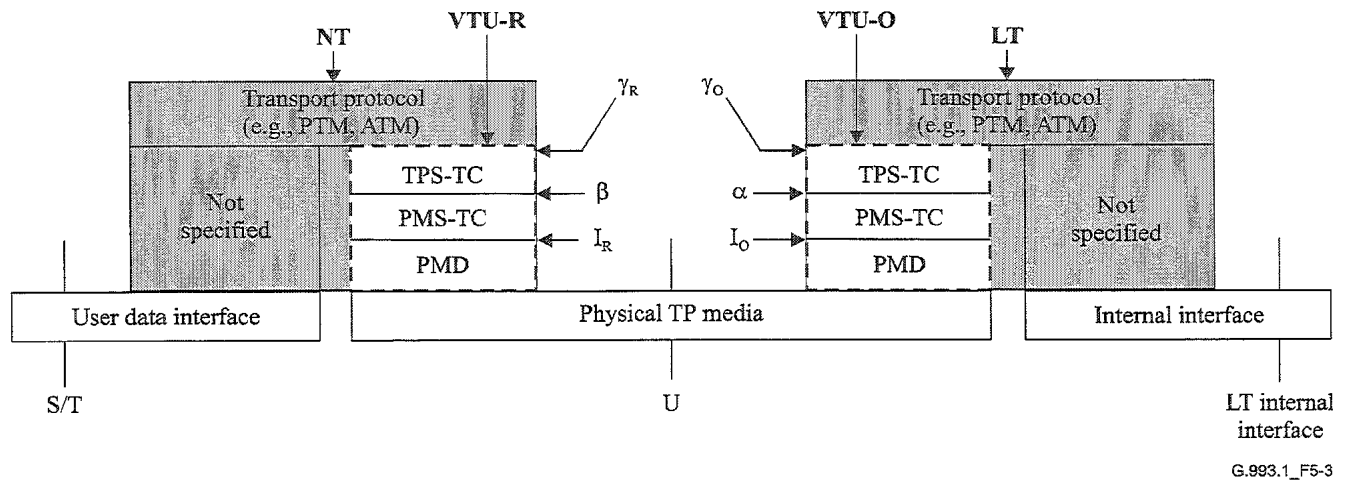 NT
VTU-R
VTU-O
LT
Transport protocol
(e.g., PTM, ATM)
γR
γO
Transport protocol
(e.g., PTM, ATM)
TPS-TC
β
α
TPS-TC
Not
specified
PMS-TC
PMS-TC
Not
specified
IR
IO
PMD
PMD
User data interface
Physical TP media
Internal interface
S/T
U
LT internal
interface
G.993.1_F5-3